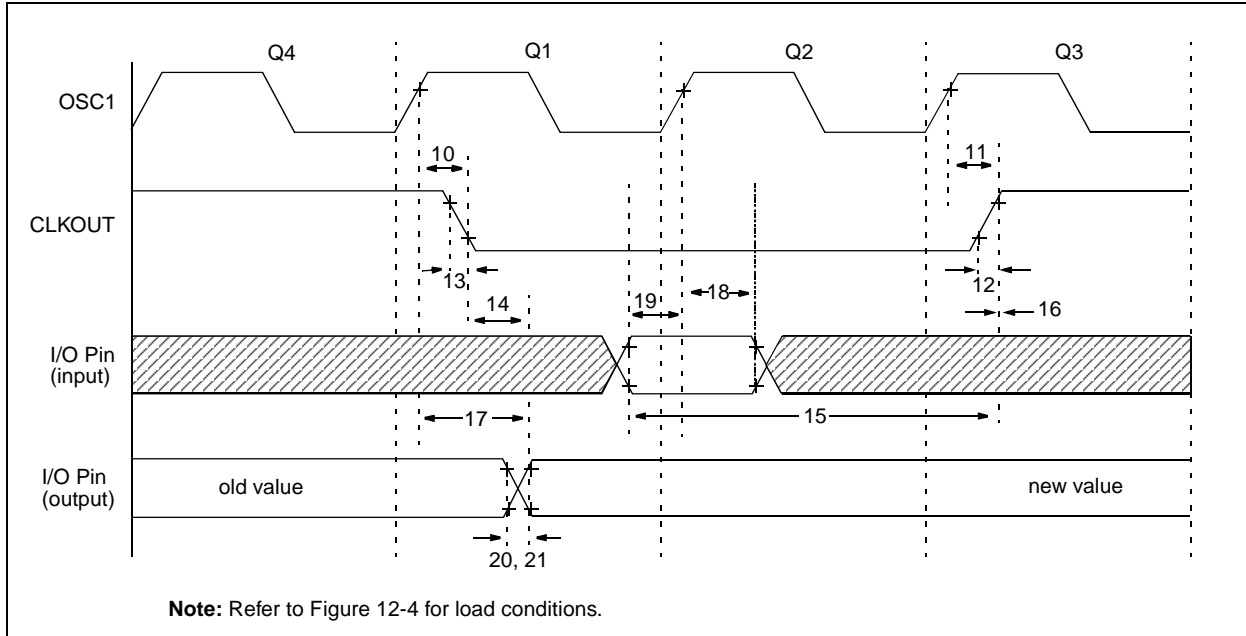 Q4 Q1 Q2 Q3
OSC1
10 11
CLKOUT
13 12
14 19 18 16
I/O Pin
(input)
17 15
I/O Pin
(output)
old value new value
20, 21
Note: Refer to Figure 12-4 for load conditions.